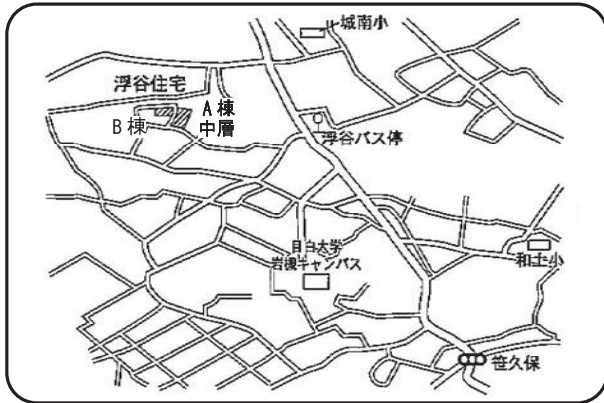 城南小
浮谷住宅
A棟
中層
B棟
浮谷バス停
目白大学
岩槻キャンパス
和土小
笹久保